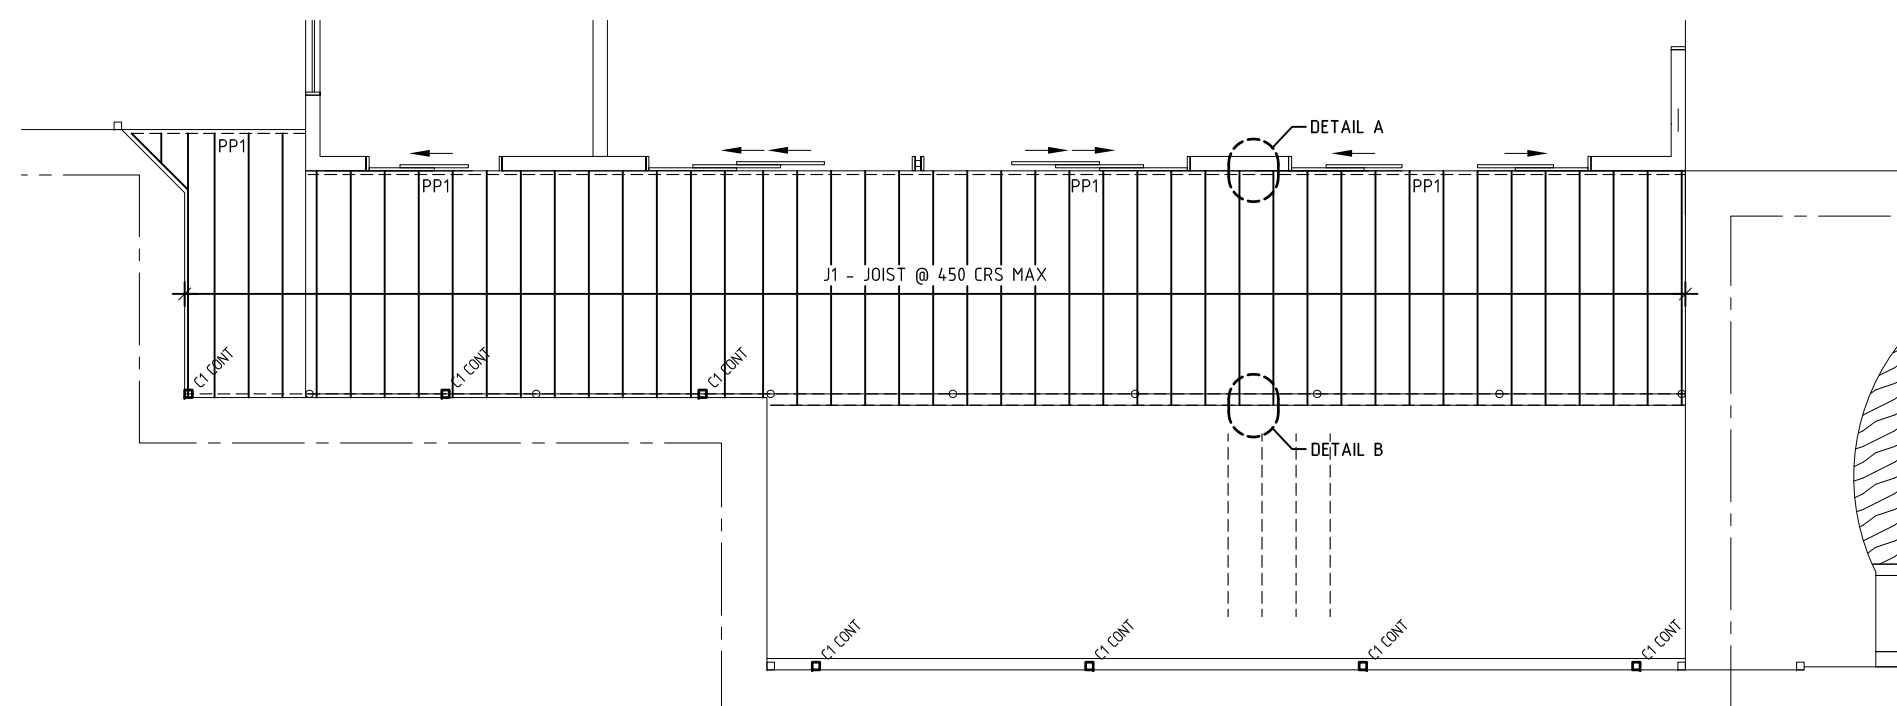 DETAIL A
PP1
PP1
PP1
PP1
J1 - JOIST @ 450 CRS MAX
C1 CONT
C1 CONT
C1 CONT
DETAIL B
C1 CONT
C1 CONT
C1 CONT
C1 CONT